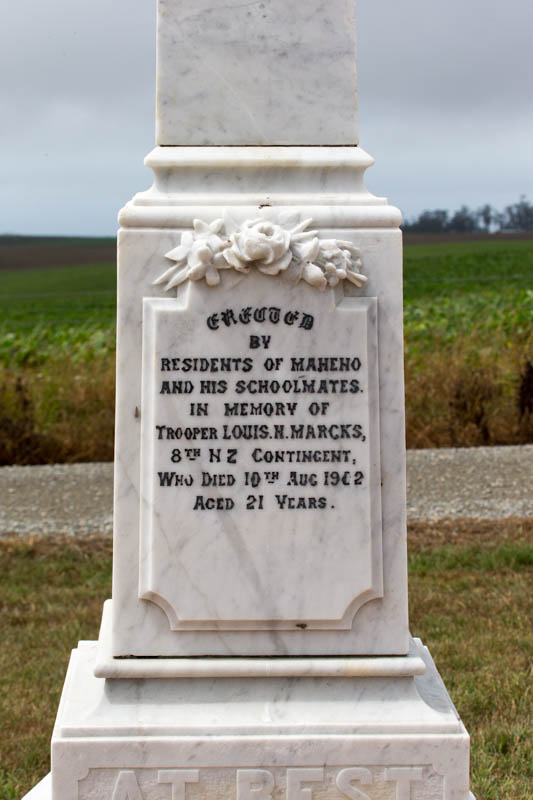 ERECTED
BY
RESIDENTS OF MAHENO
AND HIS SCHOOLMATES.
IN MEMORY OF
TROOPER LOUIS.N.MARCKS,
8TH NZ CONTINGENT,
WHO DIED 10TH AUG 1902
AGED 21 YEARS.
AT REST